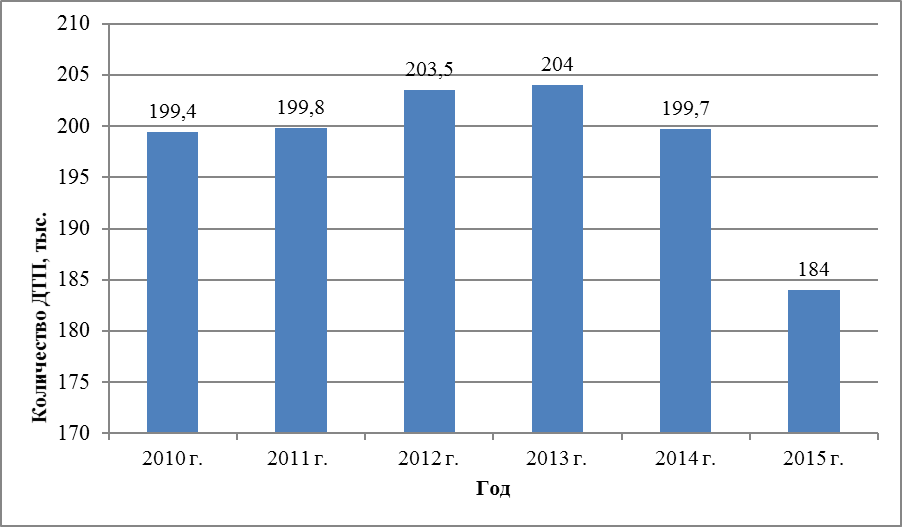 210
205
200
195
190
185
180
175
170
Количество ДТП, тыс.
199,4
199,8
203,5
204
199,7
184
2010 г.
2011 г.
2012 г.
2013 г.
2014 г.
2015 г.
Год